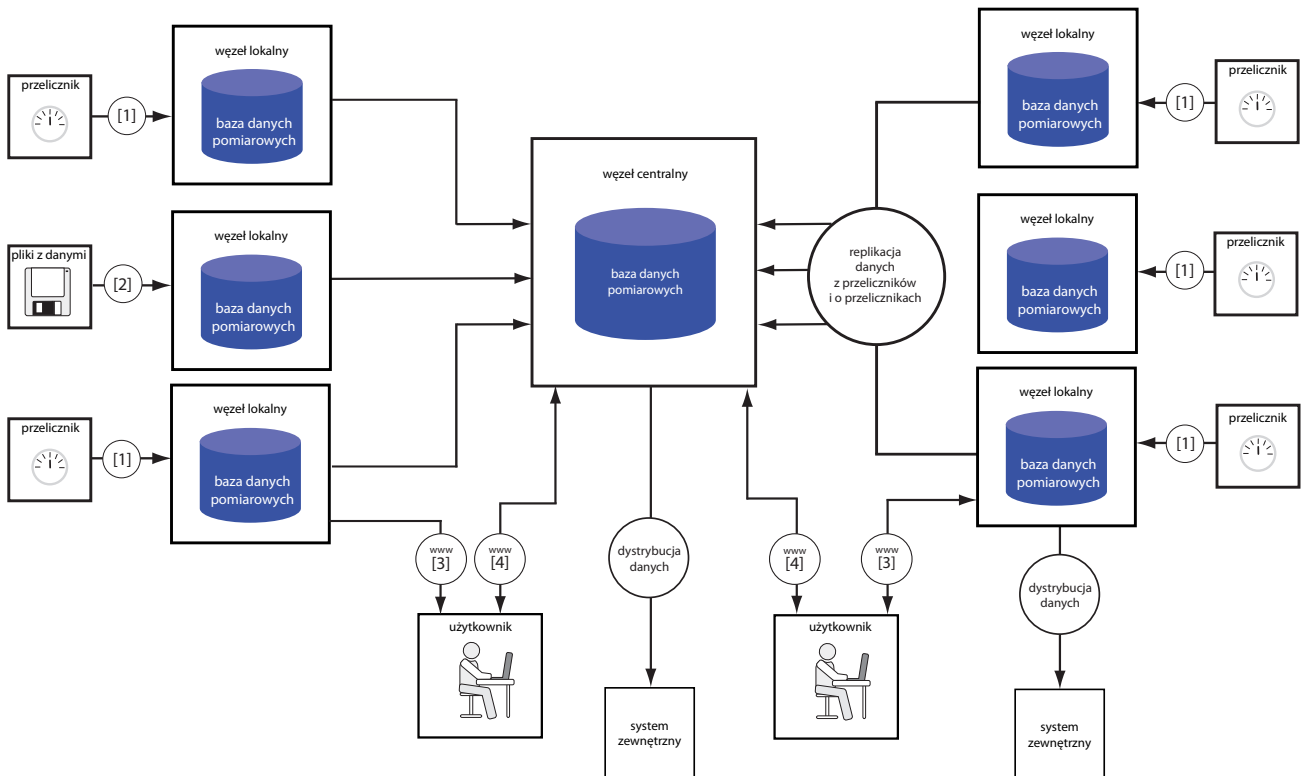 węzeł lokalny
baza danych
pomiarowych
przelicznik
[1]
węzeł lokalny
baza danych
pomiarowych
pliki z danymi
[2]
węzeł lokalny
baza danych
pomiarowych
przelicznik
[1]
węzeł centralny
baza danych
pomiarowych
replikacja
danych
z przeliczników
i o przelicznikach
węzeł lokalny
baza danych
pomiarowych
[1]
przelicznik
węzeł lokalny
baza danych
pomiarowych
[1]
przelicznik
węzeł lokalny
baza danych
pomiarowych
[1]
przelicznik
www
[3]
www
[4]
dystrybucja
danych
www
[4]
www
[3]
dystrybucja
danych
użytkownik
system
zewnętrzny
użytkownik
system
zewnętrzny